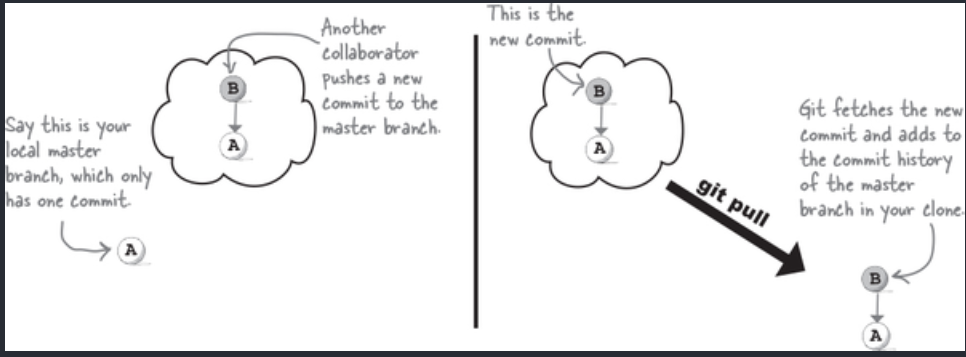 Another
collaborator
pushes a new
commit to the
master branch.
B
A
Say this is your
local master
branch, which only
has one commit.
A
This is the
new commit.
B
A
git pull
Git fetches the new
commit and adds to
the commit history
of the master
branch in your clone.
B
A